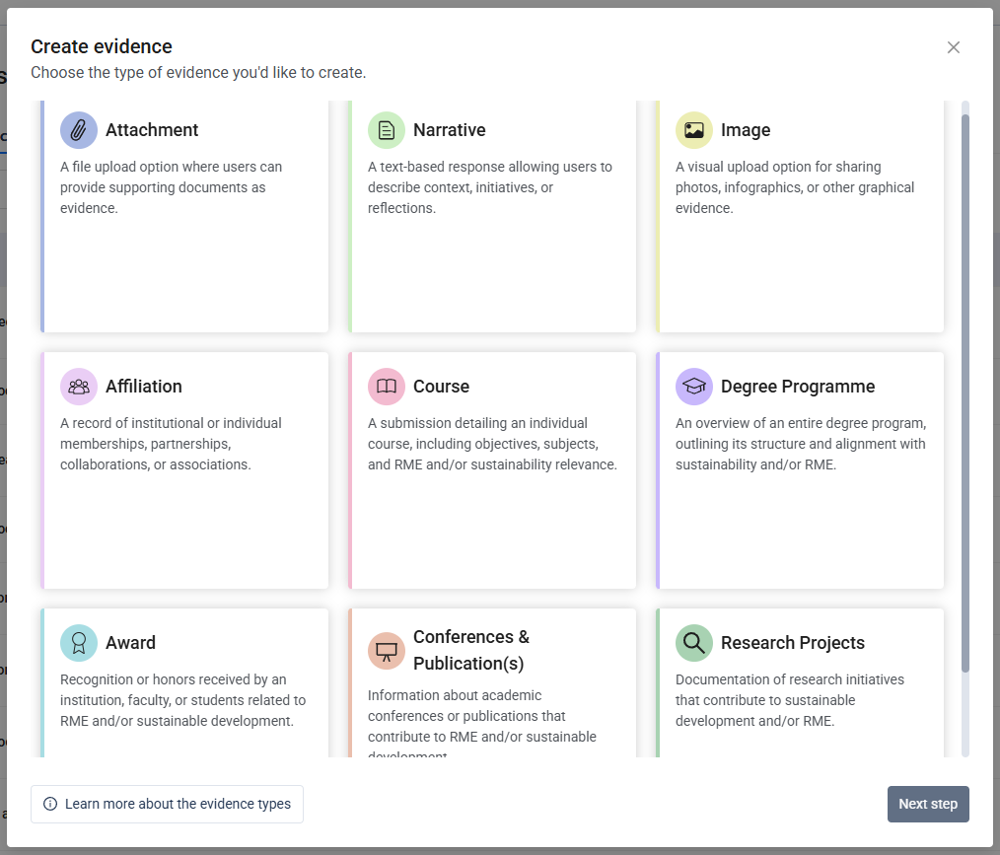 Create evidence
Choose the type of evidence you'd like to create.
Attachment
A file upload option where users can
provide supporting documents as
evidence.
Narrative
A text-based response allowing users to
describe context, initiatives, or
reflections.
Image
A visual upload option for sharing
photos, infographics, or other graphical
evidence.
Affiliation
A record of institutional or individual
memberships, partnerships,
collaborations, or associations.
Course
A submission detailing an individual
course, including objectives, subjects,
and RME and/or sustainability relevance.
Degree Programme
An overview of an entire degree program,
outlining its structure and alignment with
sustainability and/or RME.
Award
Recognition or honors received by an
institution, faculty, or students related to
RME and/or sustainable development.
Conferences &
Publication(s)
Information about academic
conferences or publications that
contribute to RME and/or sustainable
development
Research Projects
Documentation of research initiatives
that contribute to sustainable
development and/or RME.
Learn more about the evidence types
Next step